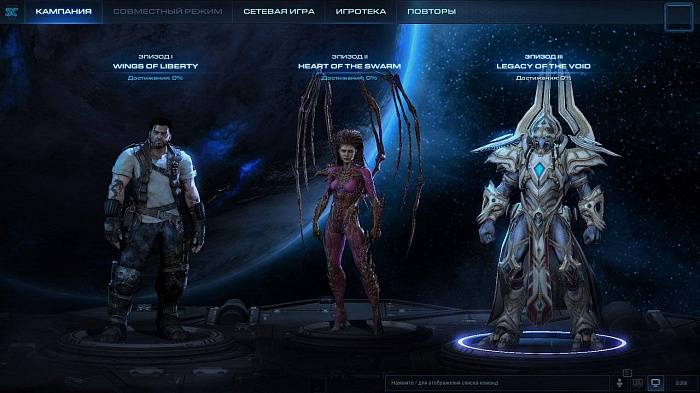 КАМПАНИЯ СОВМЕСТНЫЙ РЕЖИМ СЕТЕВАЯ ИГРА ИГРОТЕКА ПОВТОРЫ
ЭПИЗОД I
WINGS OF LIBERTY
Достижения: 0%
ЭПИЗОД II
HEART OF THE SWARM
Достижения: 0%
ЭПИЗОД III
LEGACY OF THE VOID
Достижения: 0%
Нажмите / для отображения списка команд
2:23